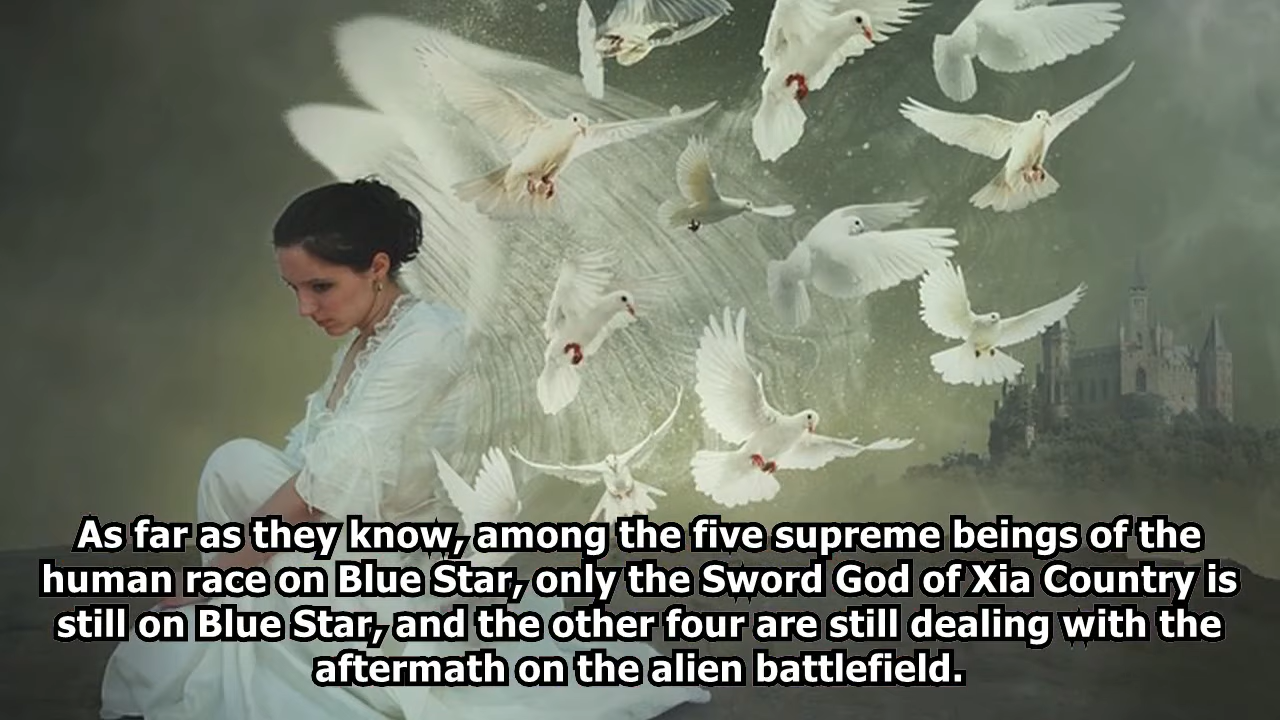 As far as they know, among the five supreme beings of the
human race on Blue Star, only the Sword God of Xia Country is
still on Blue Star, and the other four are still dealing with the
aftermath on the alien battlefield.